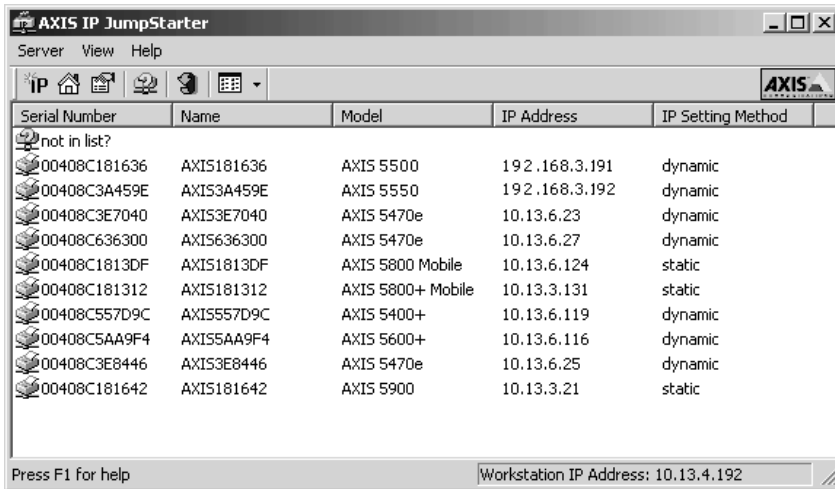 AXIS IP JumpStarter
Server View Help
IP AXIS
Serial Number Name Model IP Address IP Setting Method
not in list?
00408C181636 AXIS181636 AXIS 5500 192.168.3.191 dynamic
00408C3A459E AXIS3A459E AXIS 5550 192.168.3.192 dynamic
00408C3E7040 AXIS3E7040 AXIS 5470e 10.13.6.23 dynamic
00408C636300 AXIS636300 AXIS 5470e 10.13.6.27 dynamic
00408C1813DF AXIS1813DF AXIS 5800 Mobile 10.13.6.124 static
00408C181312 AXIS181312 AXIS 5800+ Mobile 10.13.3.131 static
00408C557D9C AXIS557D9C AXIS 5400+ 10.13.6.119 dynamic
00408C5AA9F4 AXIS5AA9F4 AXIS 5600+ 10.13.6.116 dynamic
00408C3E8446 AXIS3E8446 AXIS 5470e 10.13.6.25 dynamic
00408C181642 AXIS181642 AXIS 5900 10.13.3.21 static
Press F1 for help Workstation IP Address: 10.13.4.192